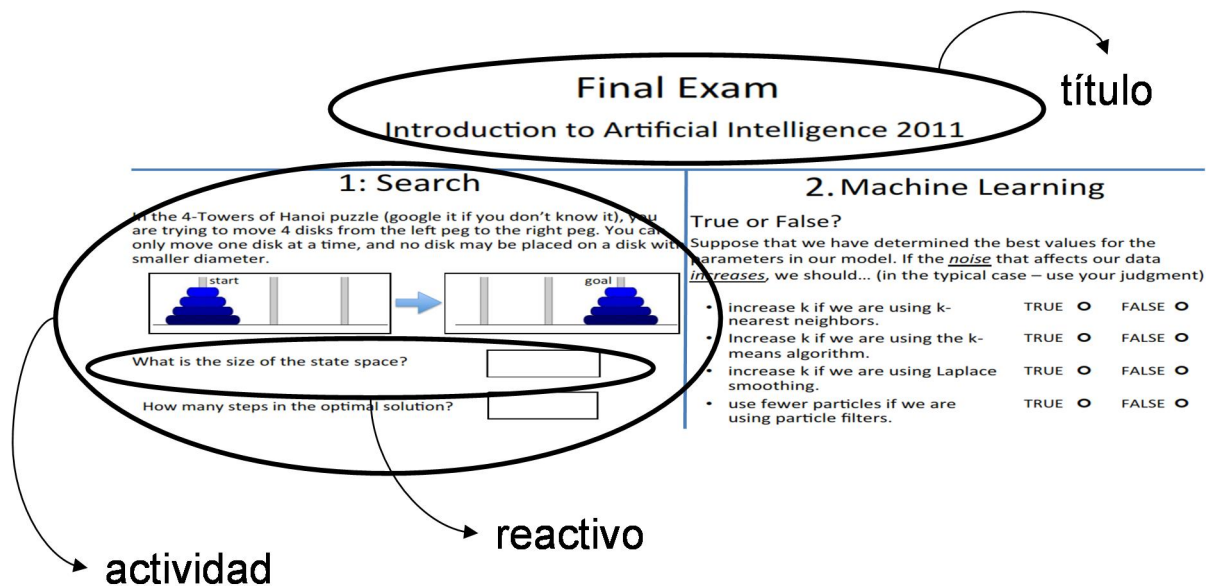 Final Exam
Introduction to Artificial Intelligence 2011
título
1: Search
In the 4-Towers of Hanoi puzzle (google it if you don't know it), you
are trying to move 4 disks from the left peg to the right peg. You can
only move one disk at a time, and no disk may be placed on a disk with
smaller diameter.
start
goal
What is the size of the state space?
How many steps in the optimal solution?
2. Machine Learning
True or False?
Suppose that we have determined the best values for the
parameters in our model. If the noise that affects our data
increases, we should... (in the typical case – use your judgment)
• increase k if we are using k-
nearest neighbors. TRUE FALSE
• Increase k if we are using the k-
means algorithm. TRUE FALSE
• increase k if we are using Laplace
smoothing. TRUE FALSE
• use fewer particles if we are
using particle filters. TRUE FALSE
reactivo
actividad